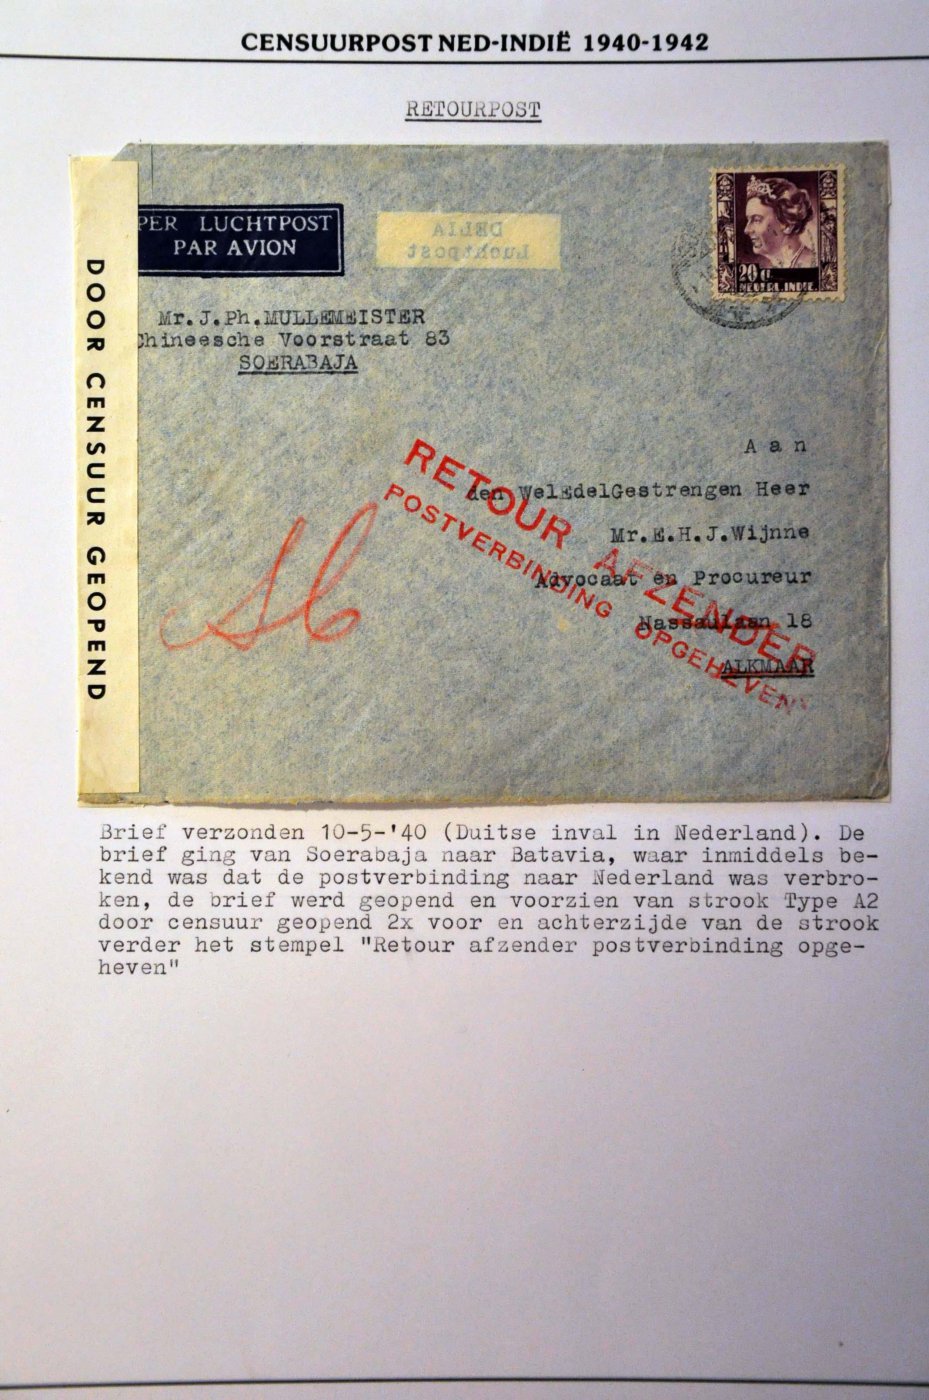 CENSUURPOST NED-INDIË 1940-1942
RETOURPOST
PER LUCHTPOST
PAR AVION
DELIA
Luchtpost
20 c
NEDERL. INDIE
DOOR CENSUUR GEOPEND
Mr.J.Ph.MULLEMEISTER
Chineesche Voorstraat 83
SOERABAJA
Aan
den WelEdelGestrengen Heer
Mr.E.H.J.Wijnne
Advocaat en Procureur
Nassaulaan 18
ALKMAAR
RETOUR AFZENDER
POSTVERBINDING OPGEHEVEN
Brief verzonden 10-5-'40 (Duitse inval in Nederland). De
brief ging van Soerabaja naar Batavia, waar inmiddels be-
kend was dat de postverbinding naar Nederland was verbro-
ken, de brief werd geopend en voorzien van strook Type A2
door censuur geopend 2x voor en achterzijde van de strook
verder het stempel "Retour afzender postverbinding opge-
heven"